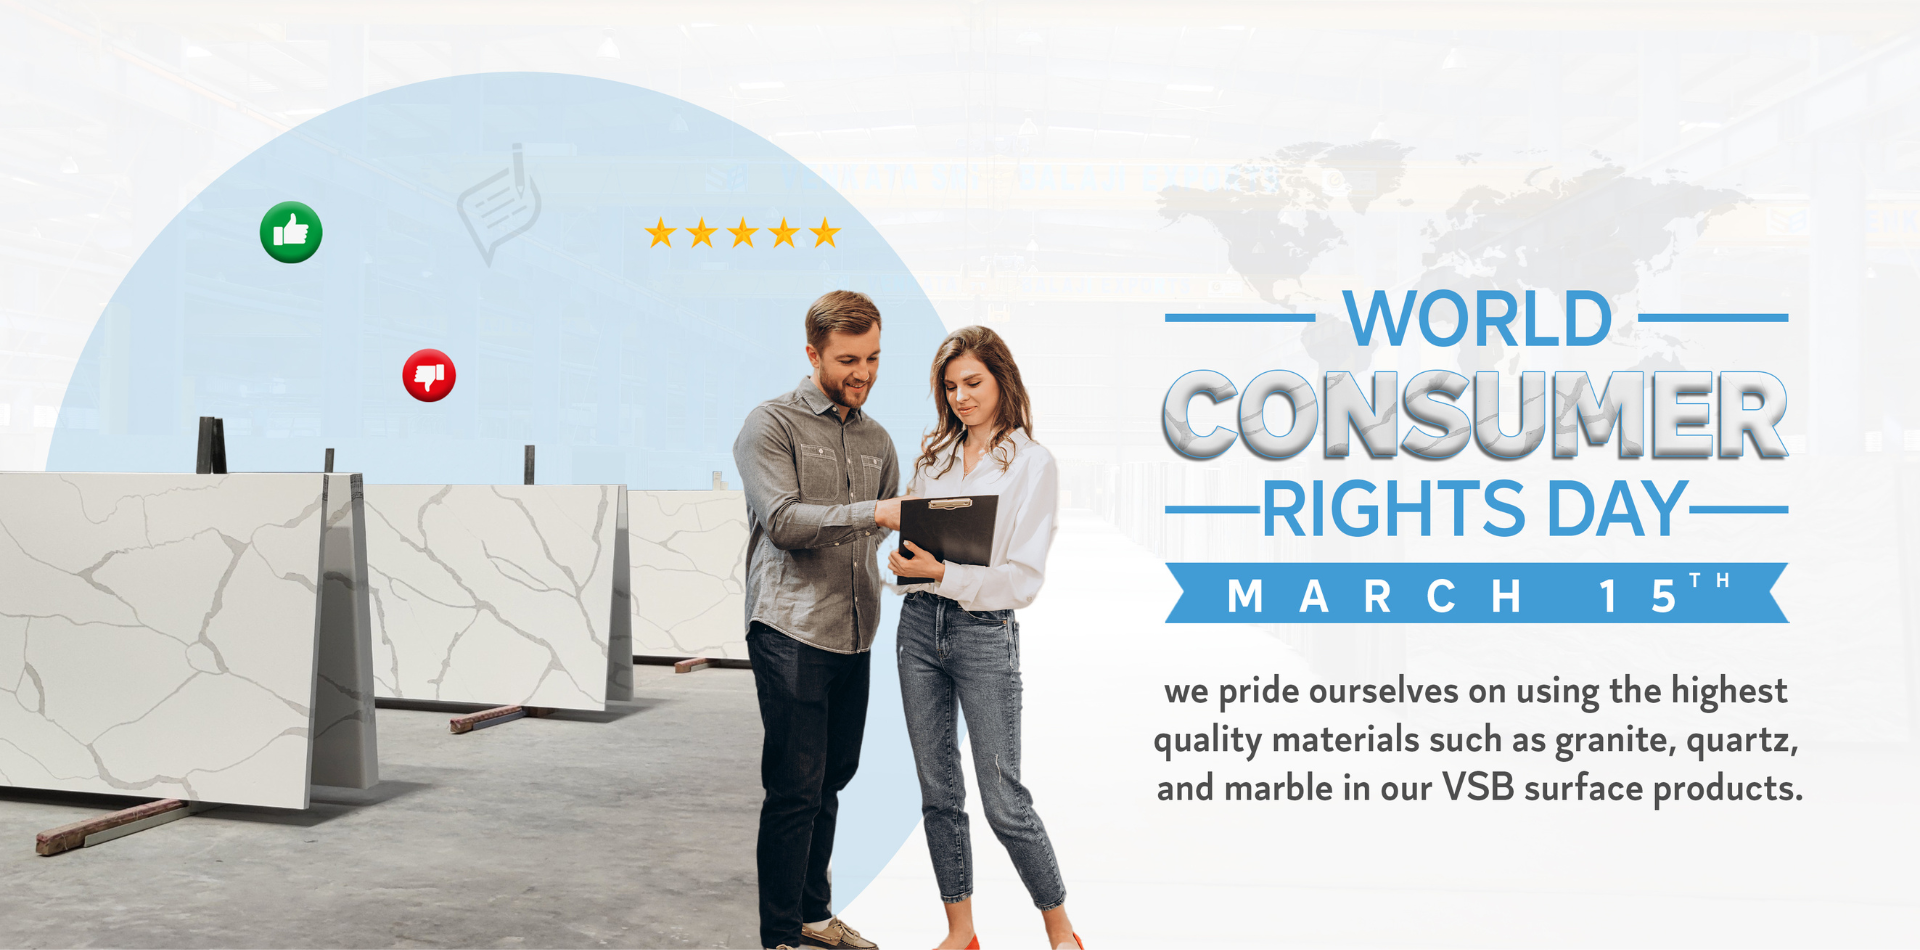 WORLD
CONSUMER
RIGHTS DAY
MARCH 15TH
we pride ourselves on using the highest
quality materials such as granite, quartz,
and marble in our VSB surface products.